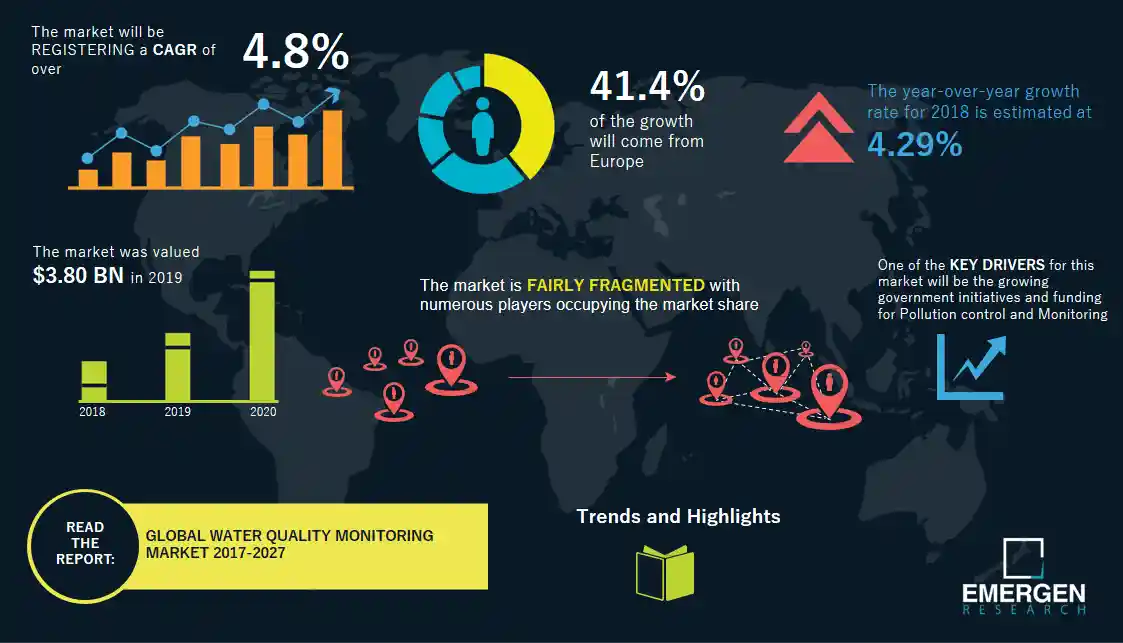 The market will be
REGISTERING a CAGR of
over
4.8%
41.4%
of the growth
will come from
Europe
The year-over-year growth
rate for 2018 is estimated at
4.29%
The market was valued
$3.80 BN in 2019
2018 2019 2020
The market is FAIRLY FRAGMENTED with
numerous players occupying the market share
One of the KEY DRIVERS for this
market will be the growing
government initiatives and funding
for Pollution control and Monitoring
READ
THE
REPORT:
GLOBAL WATER QUALITY MONITORING
MARKET 2017-2027
Trends and Highlights
EMERGEN
RESEARCH